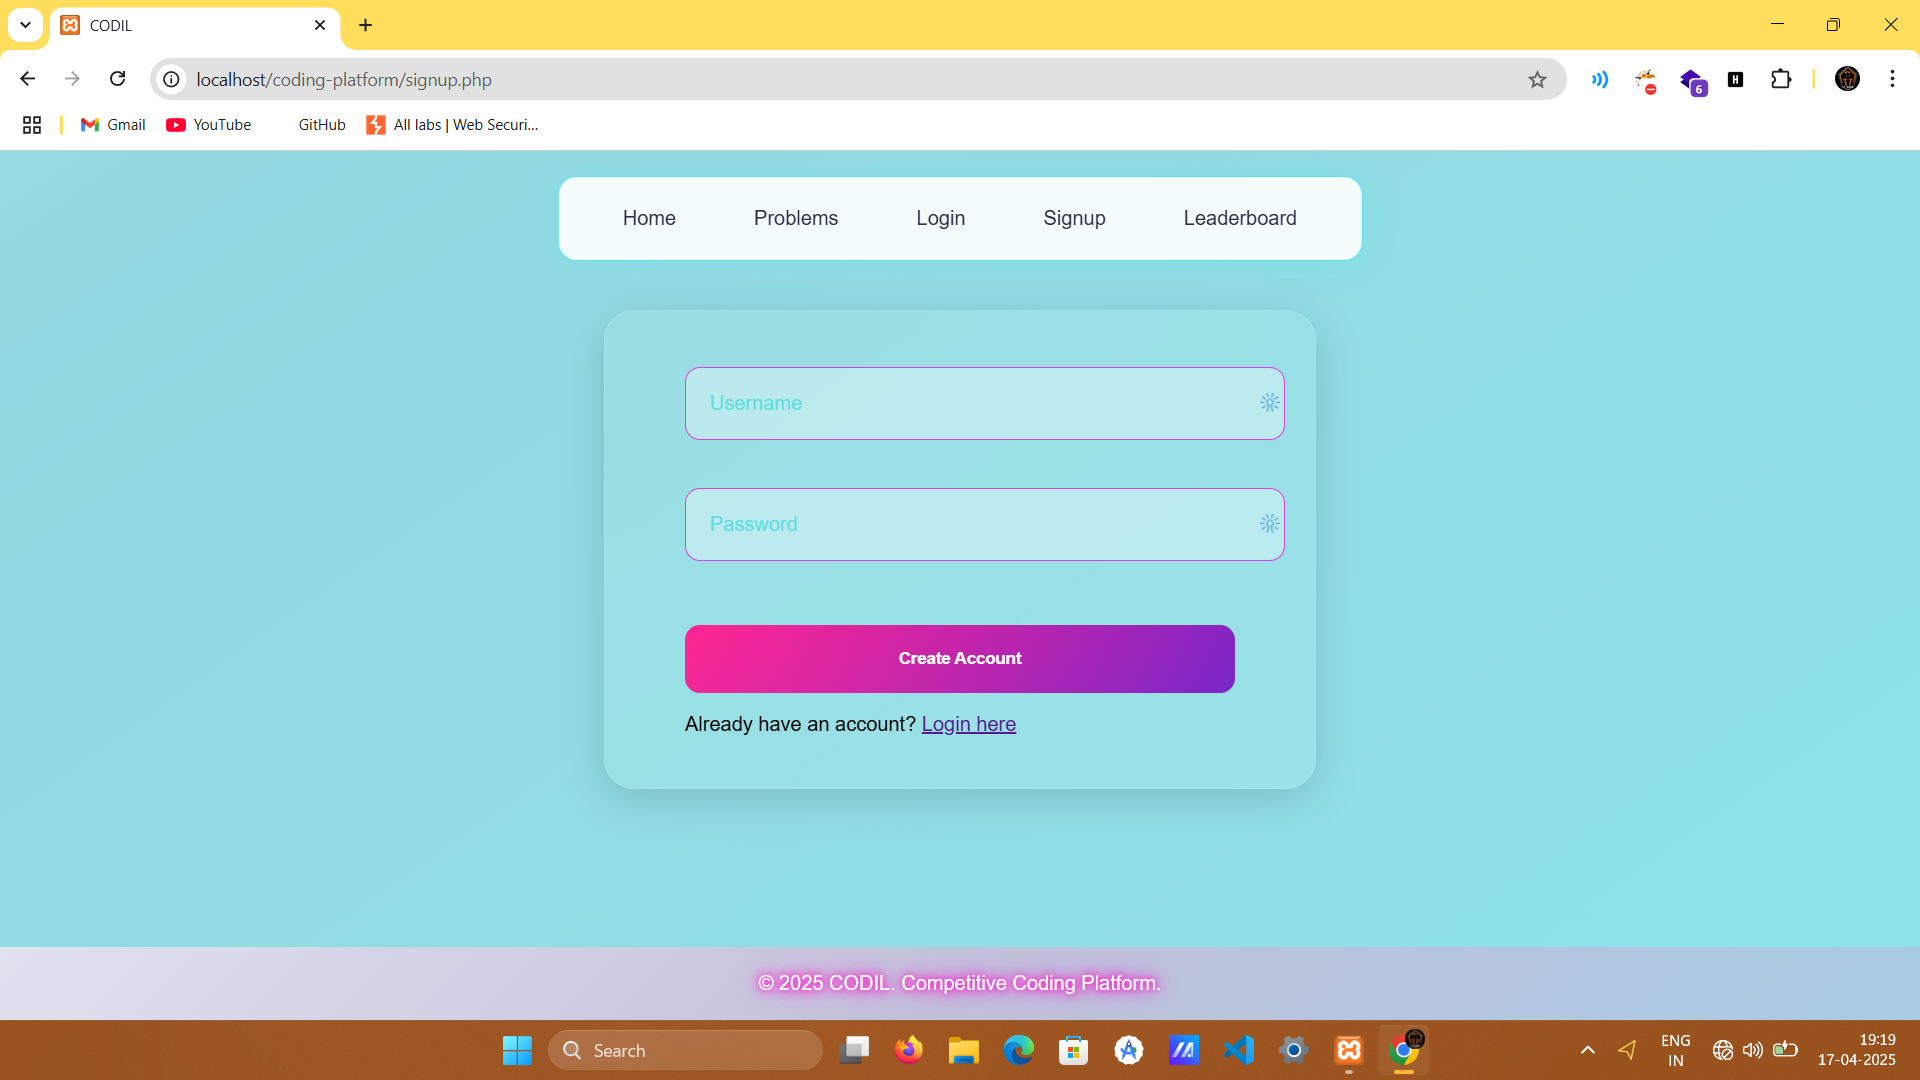 CODIL
localhost/coding-platform/signup.php
6
H
Gmail
YouTube
GitHub
All labs | Web Securi...
Home
Problems
Login
Signup
Leaderboard
Username
Password
Create Account
Already have an account? Login here
© 2025 CODIL. Competitive Coding Platform.
Search
ENG
IN
19:19
17-04-2025